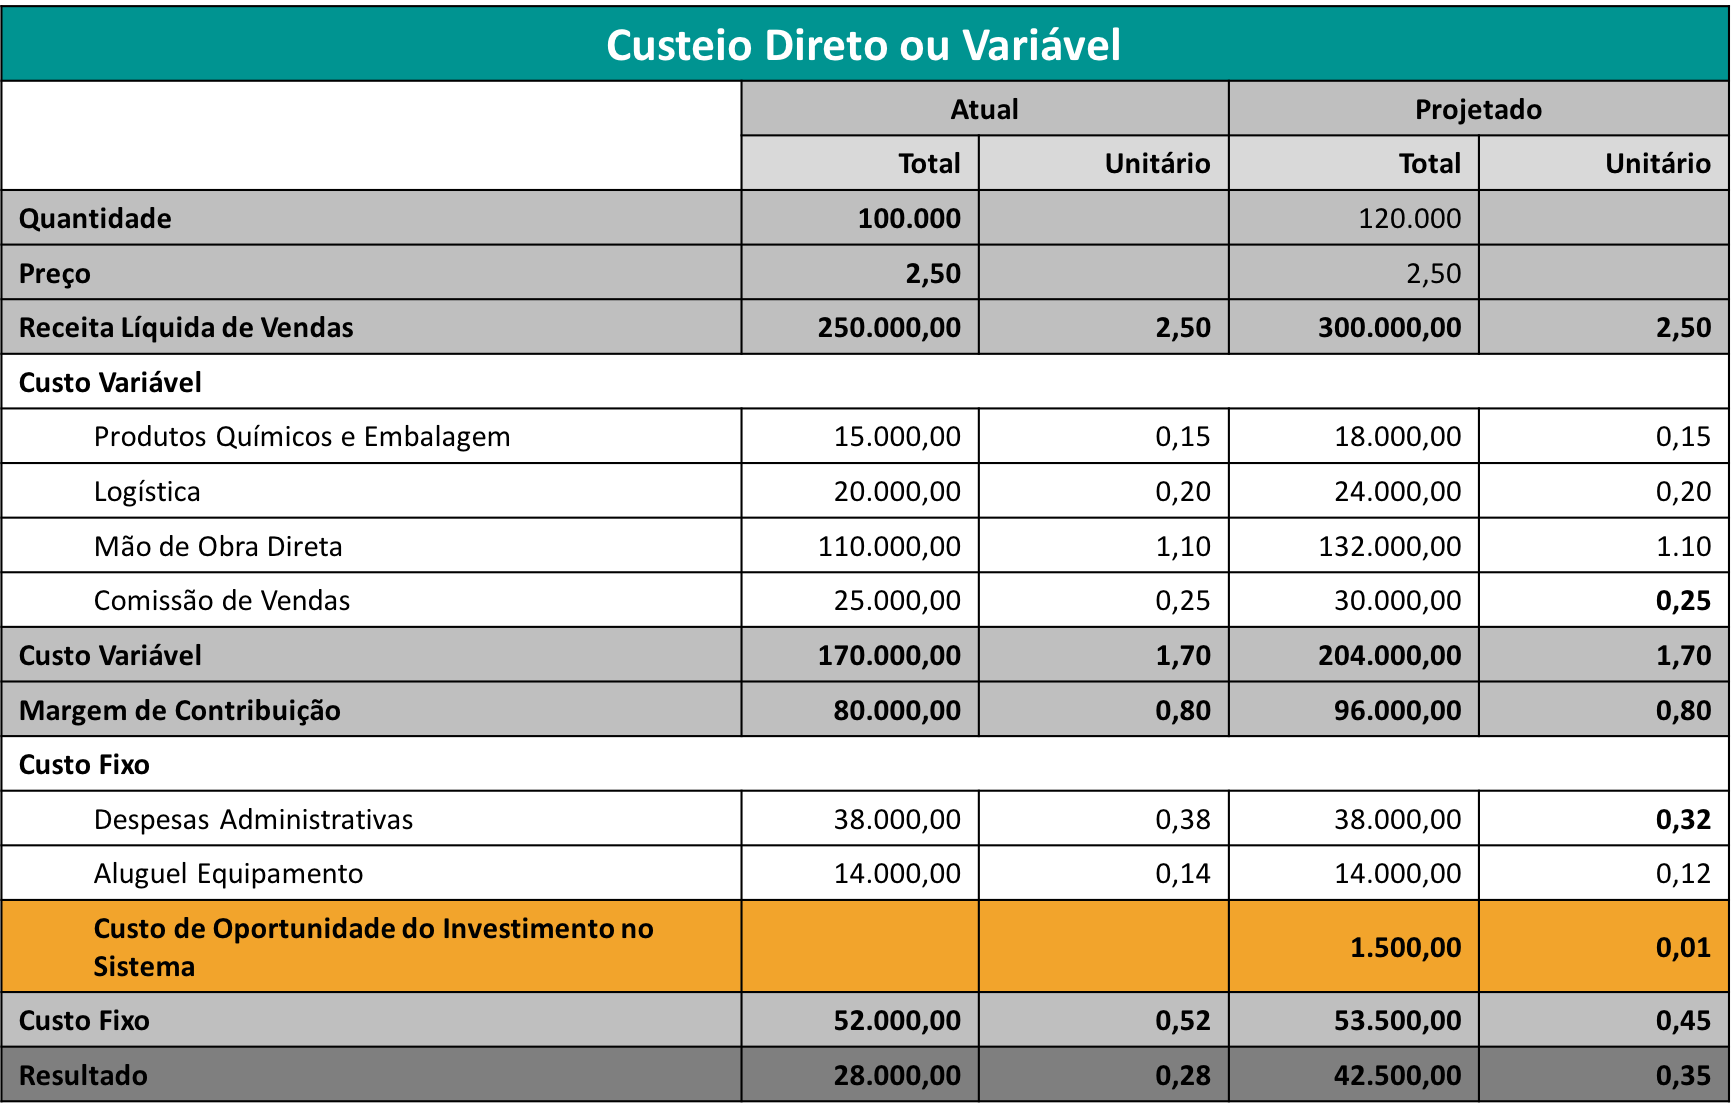 Custeio Direto ou Variável
Atual Projetado
Total Unitário Total Unitário
Quantidade 100.000 120.000
Preço 2,50 2,50
Receita Líquida de Vendas 250.000,00 2,50 300.000,00 2,50
Custo Variável
Produtos Químicos e Embalagem 15.000,00 0,15 18.000,00 0,15
Logística 20.000,00 0,20 24.000,00 0,20
Mão de Obra Direta 110.000,00 1,10 132.000,00 1.10
Comissão de Vendas 25.000,00 0,25 30.000,00 0,25
Custo Variável 170.000,00 1,70 204.000,00 1,70
Margem de Contribuição 80.000,00 0,80 96.000,00 0,80
Custo Fixo
Despesas Administrativas 38.000,00 0,38 38.000,00 0,32
Aluguel Equipamento 14.000,00 0,14 14.000,00 0,12
Custo de Oportunidade do Investimento no
Sistema 1.500,00 0,01
Custo Fixo 52.000,00 0,52 53.500,00 0,45
Resultado 28.000,00 0,28 42.500,00 0,35